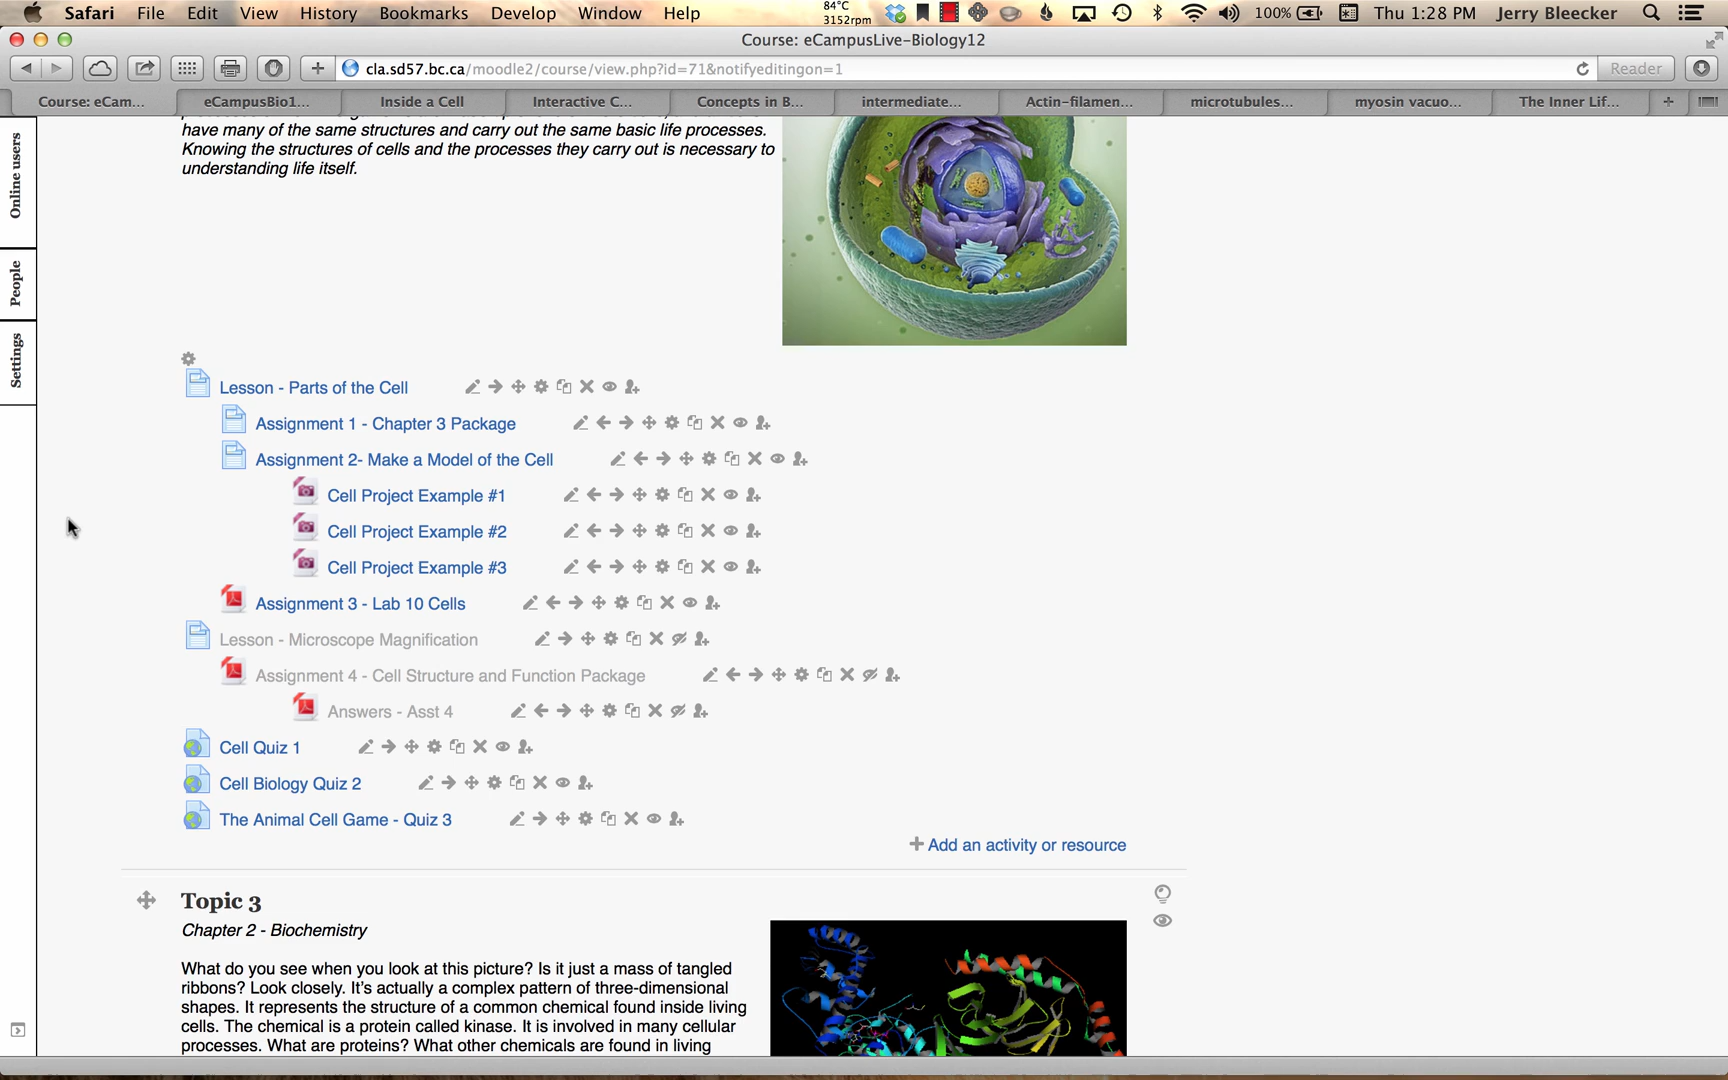 Safari File Edit View History Bookmarks Develop Window Help 84°C 3152rpm 100% Thu 1:28 PM Jerry Bleecker
Course: eCampusLive-Biology12
cla.sd57.bc.ca/moodle2/course/view.php?id=71&notifyeditingon=1 Reader
Course: eCam... eCampusBio1... Inside a Cell Interactive C... Concepts in B... intermediate... Actin-filamen... microtubules... myosin vacuo... The Inner Lif...
Online users
People
Settings
have many of the same structures and carry out the same basic life processes.
Knowing the structures of cells and the processes they carry out is necessary to
understanding life itself.
Lesson - Parts of the Cell
Assignment 1 - Chapter 3 Package
Assignment 2- Make a Model of the Cell
Cell Project Example #1
Cell Project Example #2
Cell Project Example #3
Assignment 3 - Lab 10 Cells
Lesson - Microscope Magnification
Assignment 4 - Cell Structure and Function Package
Answers - Asst 4
Cell Quiz 1
Cell Biology Quiz 2
The Animal Cell Game - Quiz 3
Add an activity or resource
Topic 3
Chapter 2 - Biochemistry
What do you see when you look at this picture? Is it just a mass of tangled
ribbons? Look closely. It's actually a complex pattern of three-dimensional
shapes. It represents the structure of a common chemical found inside living
cells. The chemical is a protein called kinase. It is involved in many cellular
processes. What are proteins? What other chemicals are found in living